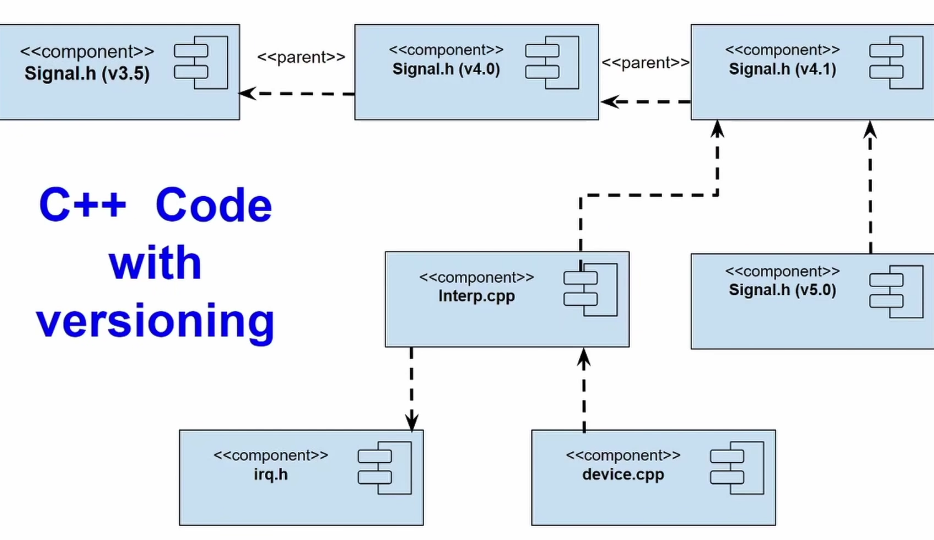 <<component>>
Signal.h (v3.5)
<<parent>>
<<component>>
Signal.h (v4.0)
<<parent>>
<<component>>
Signal.h (v4.1)
C++ Code
with
versioning
<<component>>
Interp.cpp
<<component>>
Signal.h (v5.0)
<<component>>
irq.h
<<component>>
device.cpp